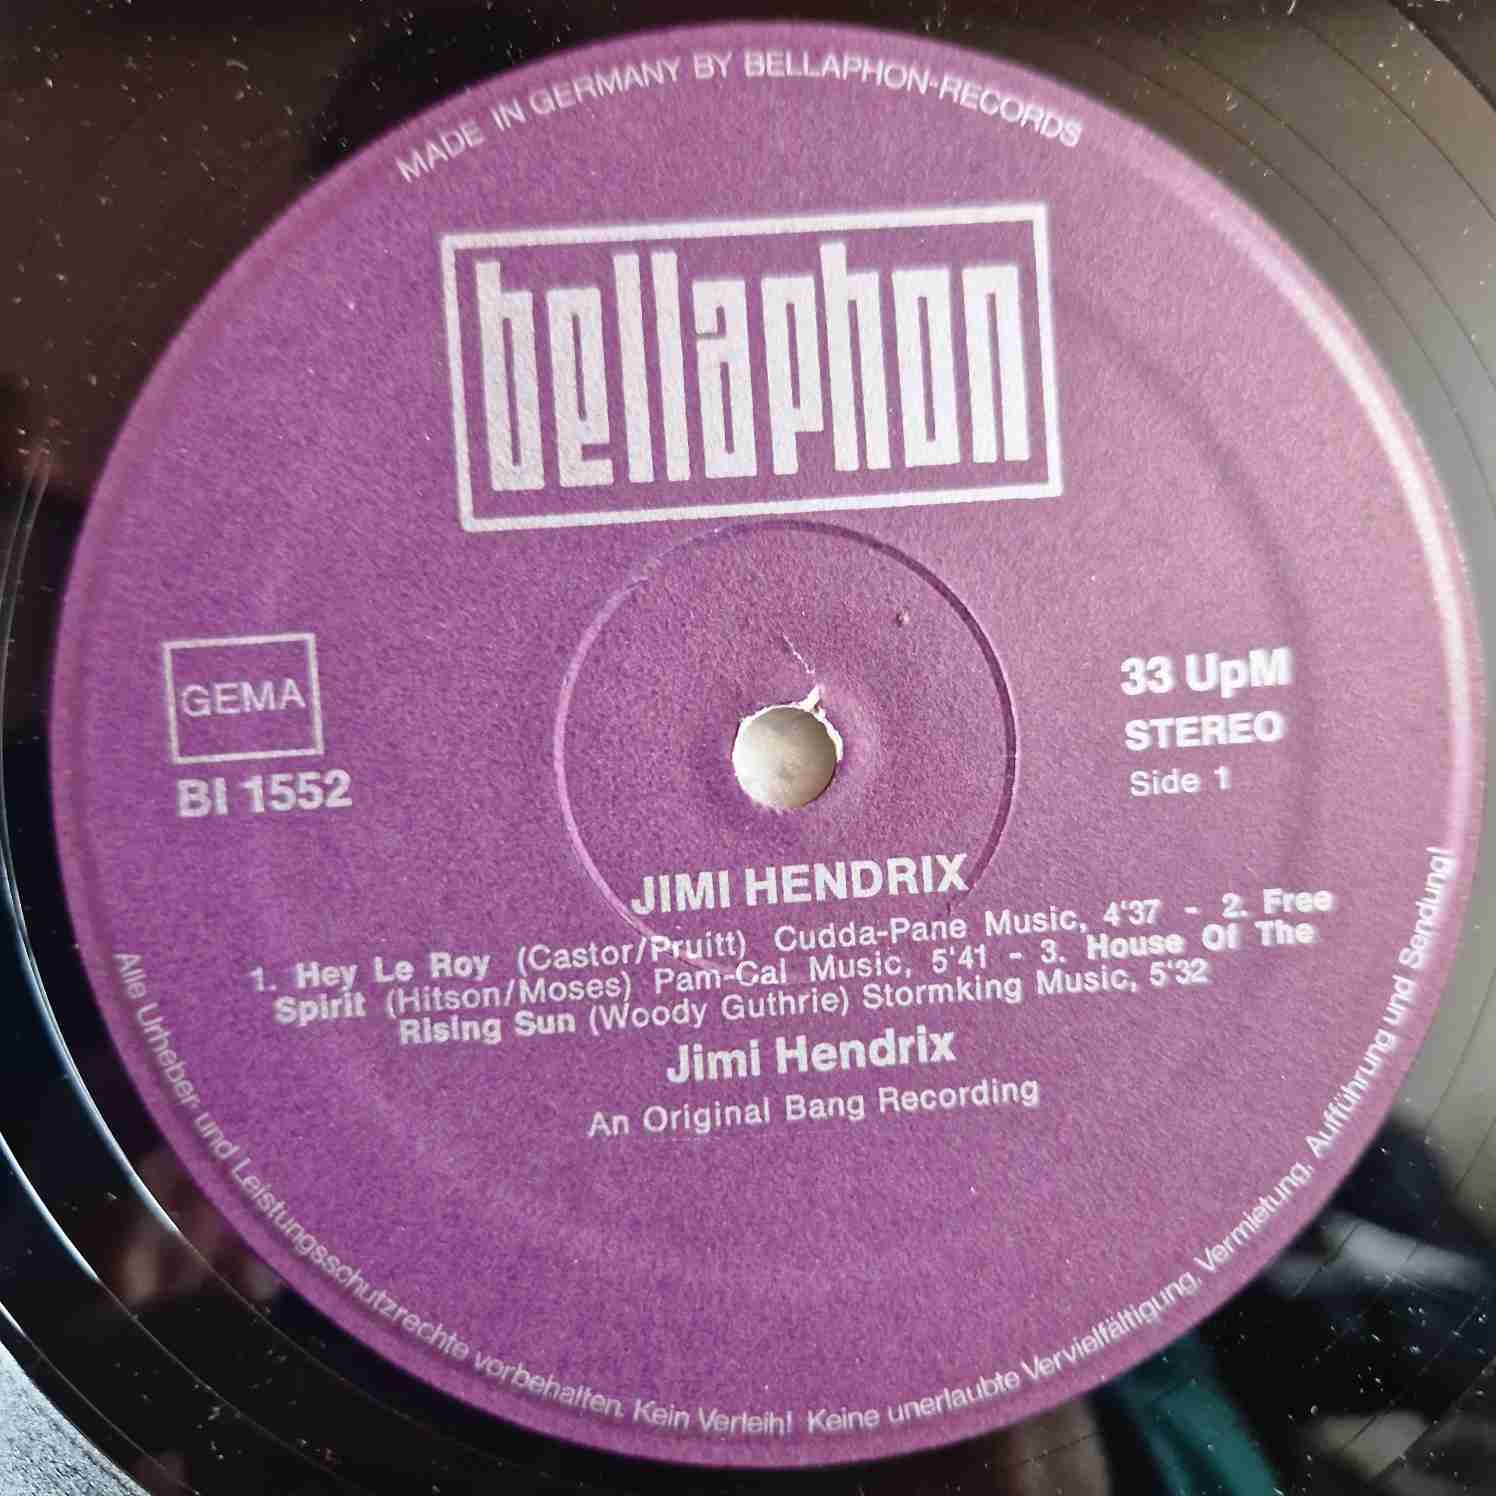 MADE IN GERMANY BY BELLAPHON-RECORDS
bellaphon
GEMA
BI 1552
33 UpM
STEREO
Side 1
JIMI HENDRIX
1. Hey Le Roy (Castor/Pruitt) Cudda-Pane Music, 4'37 - 2. Free
Spirit (Hitson/Moses) Pam-Cal Music, 5'41 - 3. House Of The
Rising Sun (Woody Guthrie) Stormking Music, 5'32
Jimi Hendrix
An Original Bang Recording
Alle Urheber und Leistungsschutzrechte vorbehalten. Kein Verleih! Keine unerlaubte Vervielfältigung, Vermietung, Aufführung und Sendung!